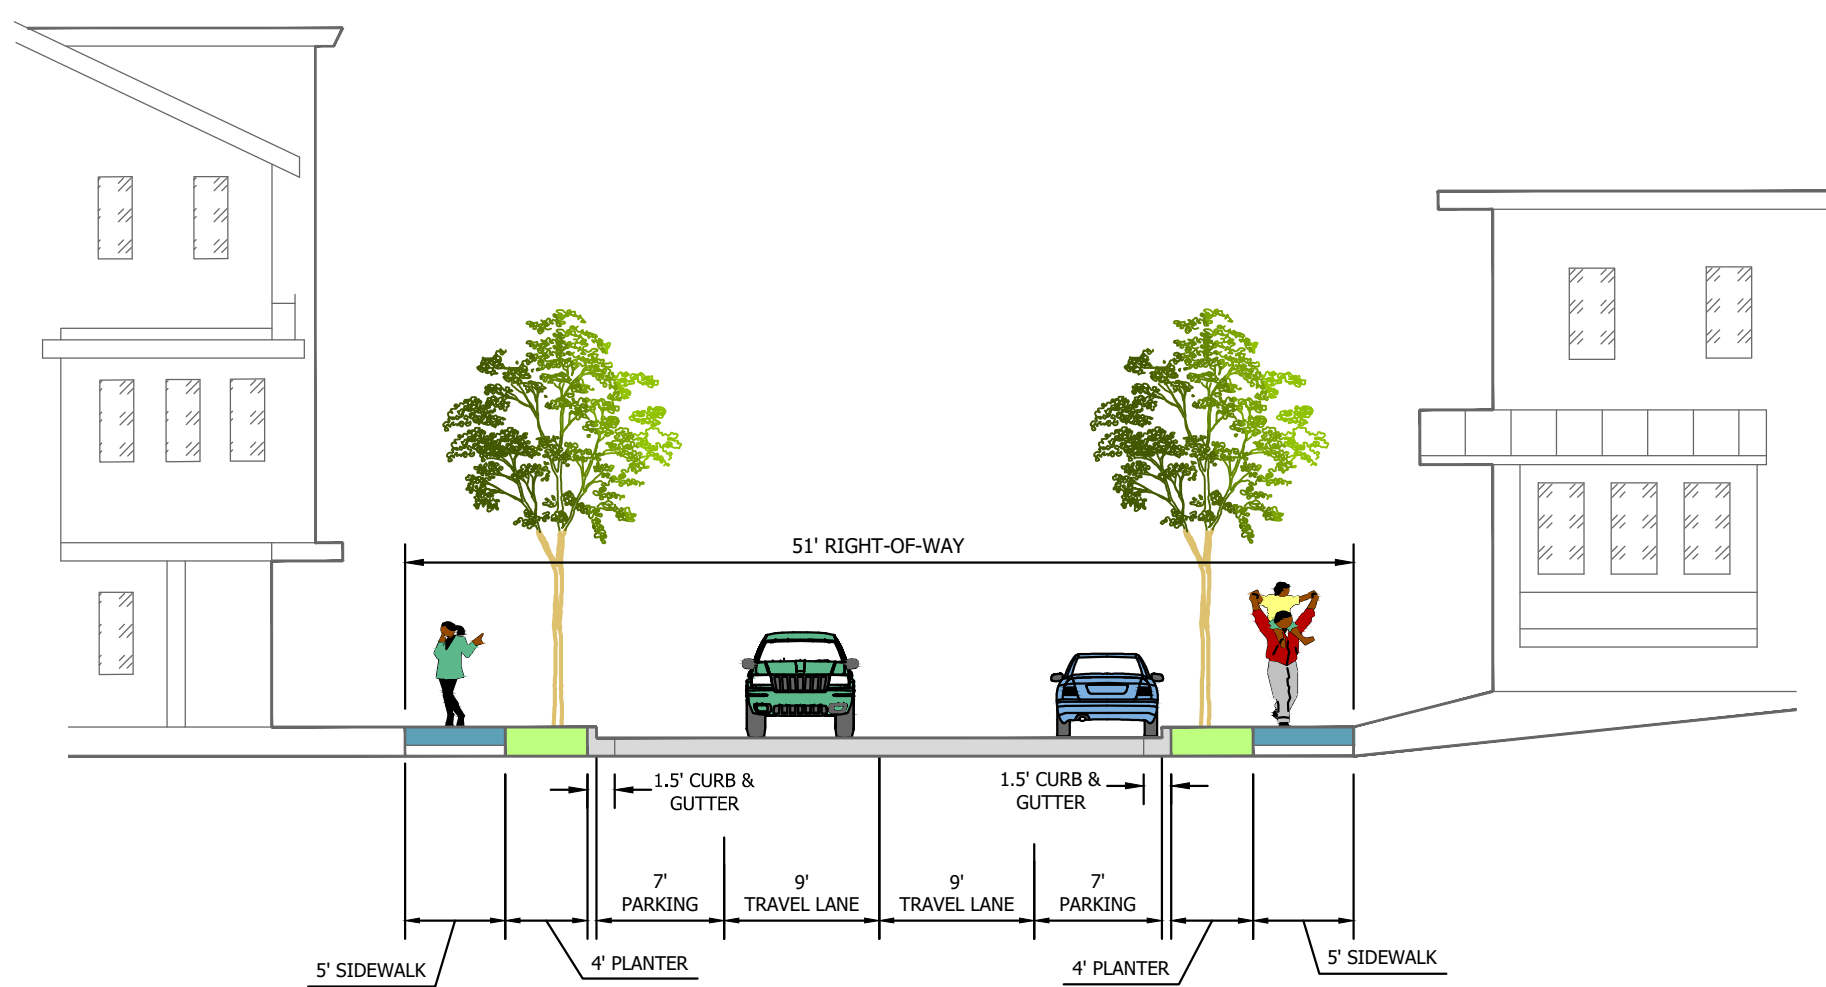 51' RIGHT-OF-WAY
1.5' CURB &
GUTTER
1.5' CURB &
GUTTER
7'
PARKING
9'
TRAVEL LANE
9'
TRAVEL LANE
7'
PARKING
5' SIDEWALK
4' PLANTER
4' PLANTER
5' SIDEWALK